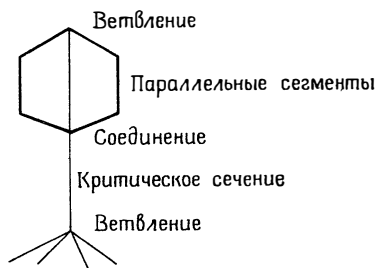 Ветвление
Параллельные сегменты
Соединение
Критическое сечение
Ветвление